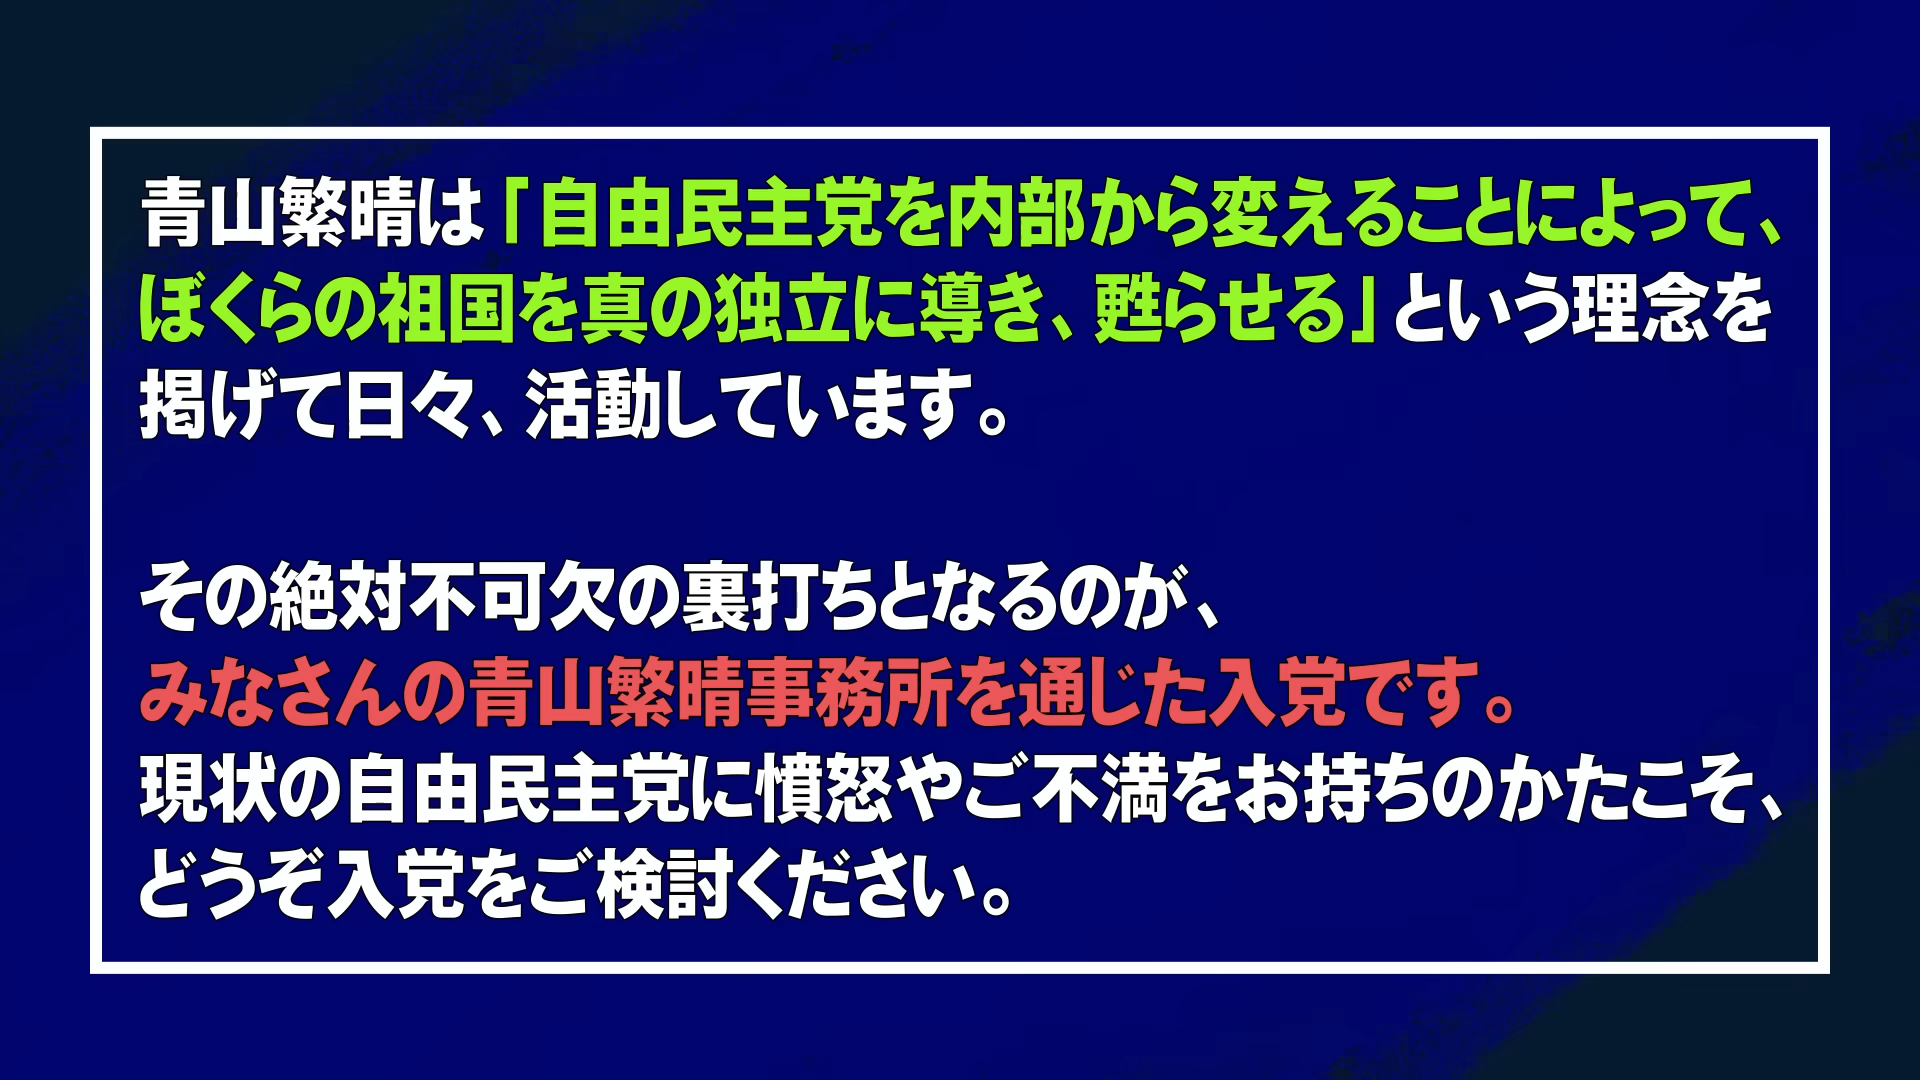 青山繁晴は「自由民主党を内部から変えることによって、
ぼくらの祖国を真の独立に導き、甦らせる」という理念を
掲げて日々、活動しています。
その絶対不可欠の裏打ちとなるのが、
みなさんの青山繁晴事務所を通じた入党です。
現状の自由民主党に憤怒やご不満をお持ちのかたこそ、
どうぞ入党をご検討ください。